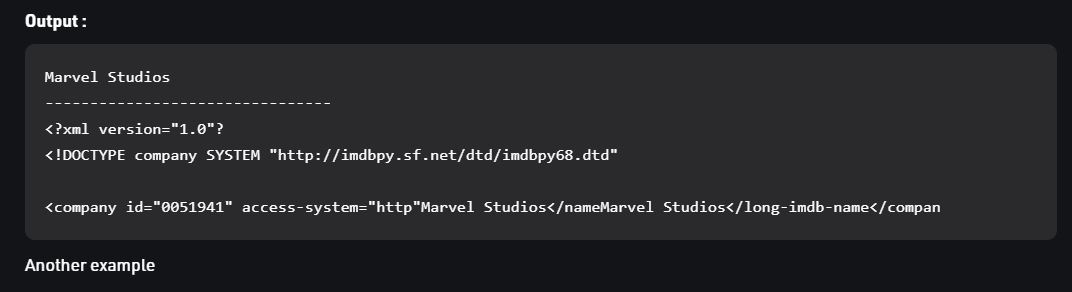 Output :
Marvel Studios
--------------------------------
<?xml version="1.0"?
<!DOCTYPE company SYSTEM "http://imdbpy.sf.net/dtd/imdbpy68.dtd"
<company id="0051941" access-system="http"Marvel Studios</nameMarvel Studios</long-imdb-name</compan
Another example